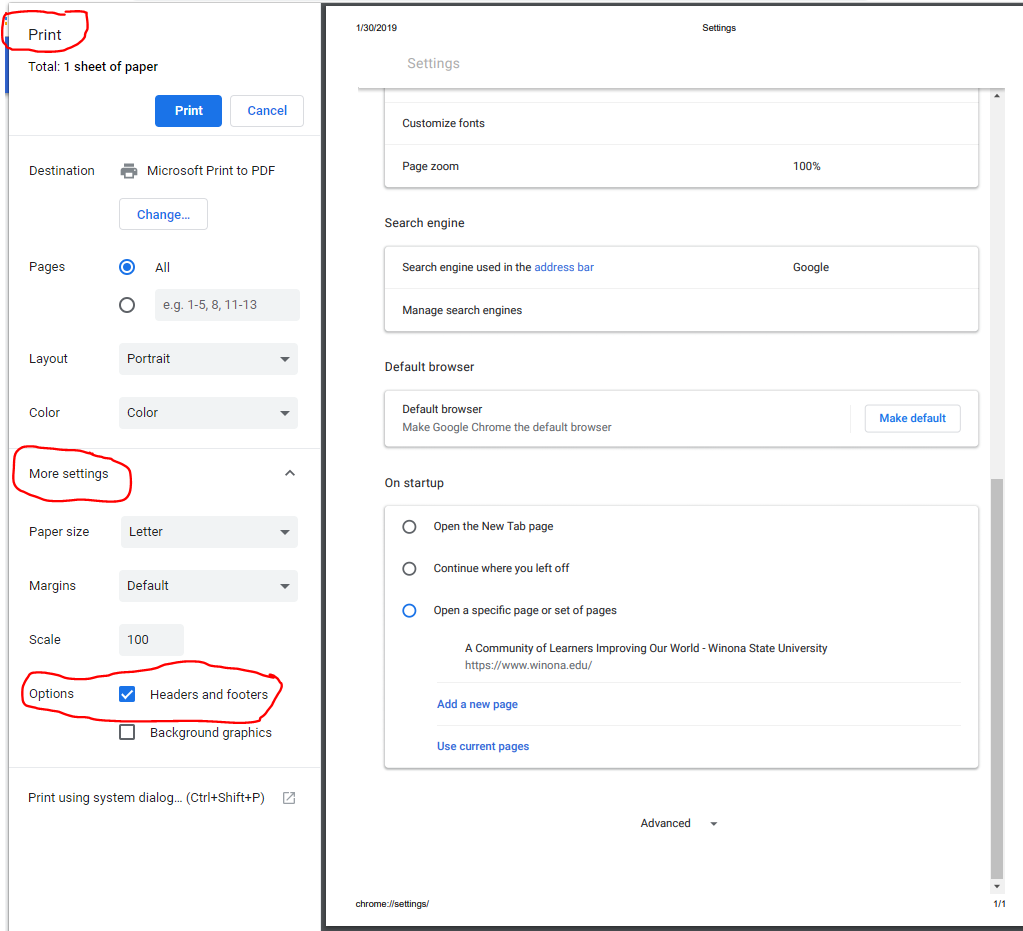 Print
Total: 1 sheet of paper
Print Cancel
Destination Microsoft Print to PDF
Change...
Pages All
e.g. 1-5, 8, 11-13
Layout Portrait
Color Color
More settings
Paper size Letter
Margins Default
Scale 100
Options Headers and footers
Background graphics
Print using system dialog... (Ctrl+Shift+P)
1/30/2019 Settings
Settings
Customize fonts
Page zoom 100%
Search engine
Search engine used in the address bar Google
Manage search engines
Default browser
Default browser
Make Google Chrome the default browser
Make default
On startup
Open the New Tab page
Continue where you left off
Open a specific page or set of pages
A Community of Learners Improving Our World - Winona State University
https://www.winona.edu/
Add a new page
Use current pages
Advanced
chrome://settings/ 1/1